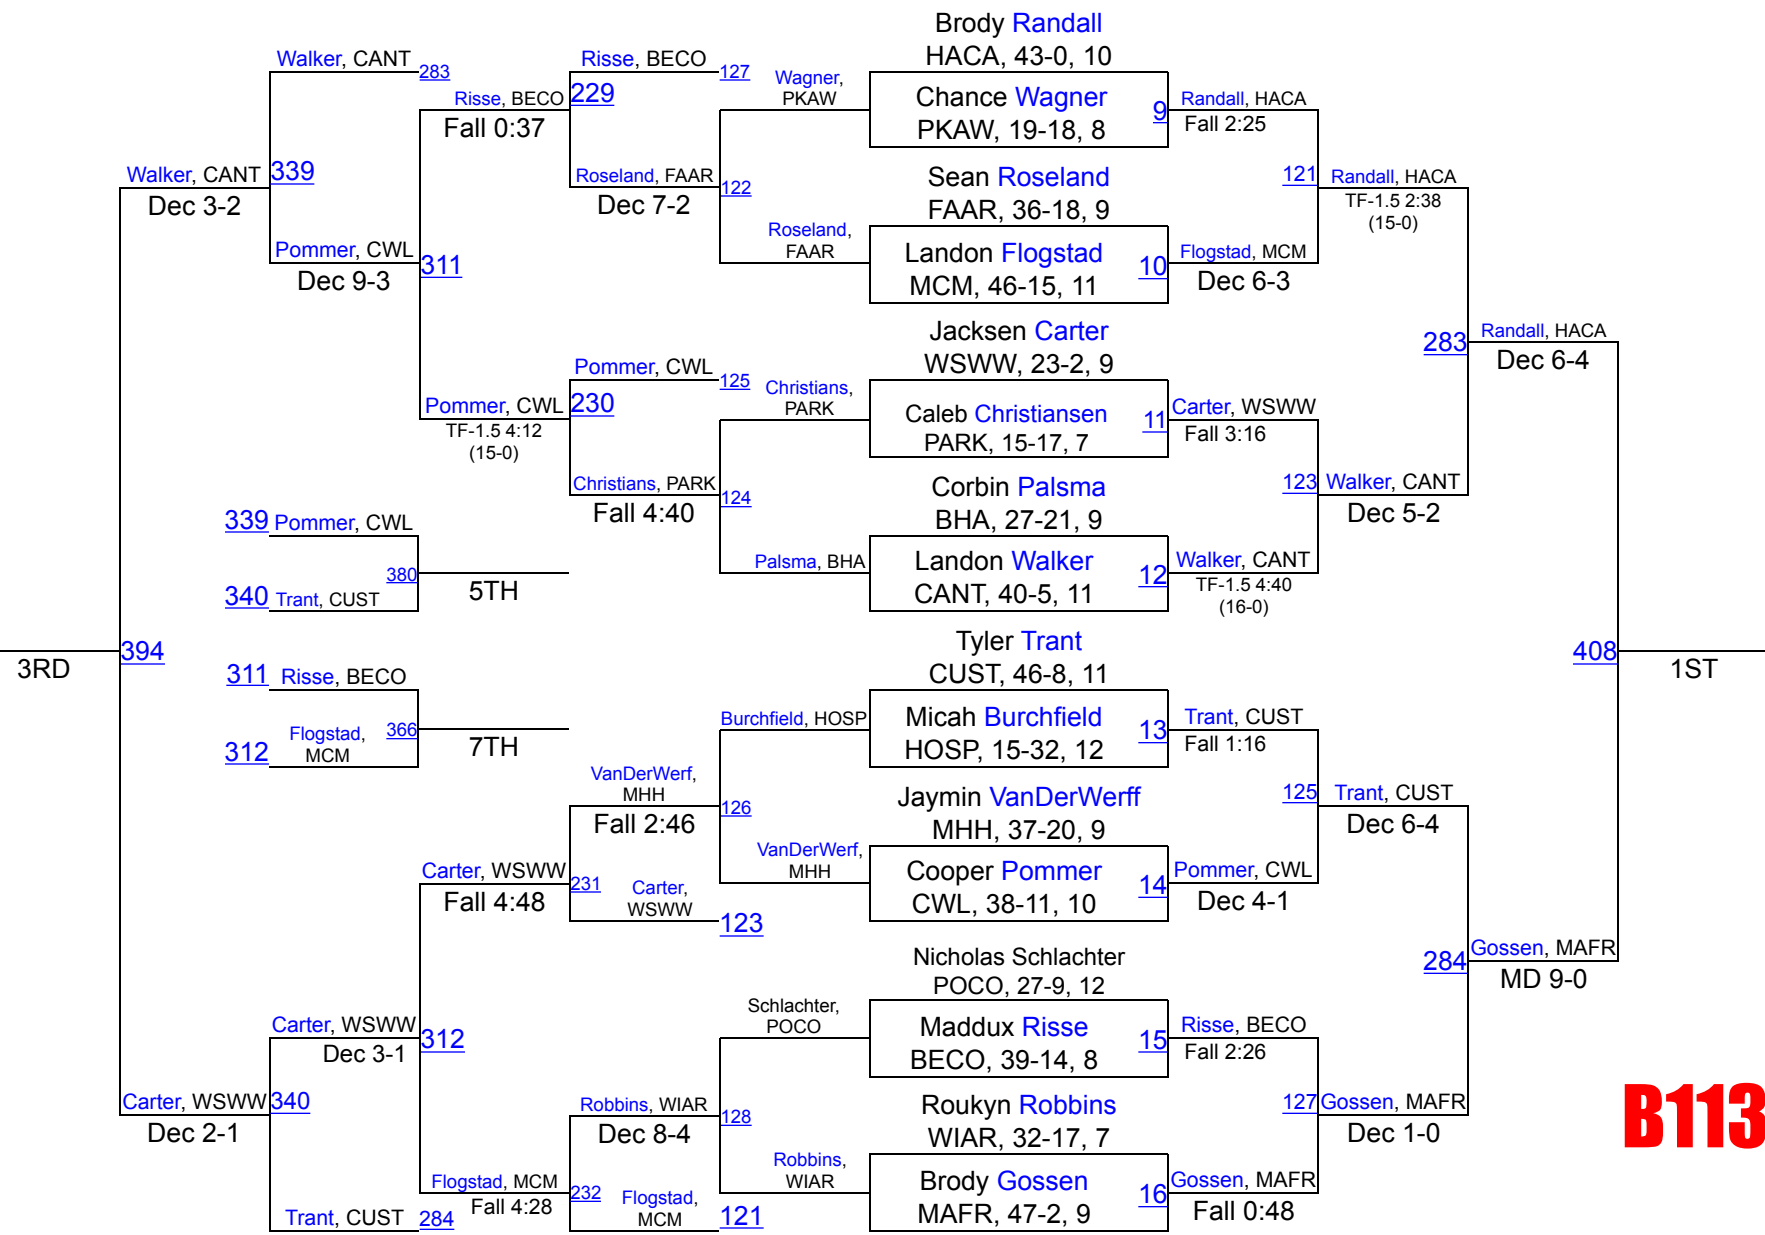 Brody Randall
HACA, 43-0, 10
Chance Wagner
PKAW, 19-18, 8
Sean Roseland
FAAR, 36-18, 9
Landon Flogstad
MCM, 46-15, 11
Jacksen Carter
WSWW, 23-2, 9
Caleb Christiansen
PARK, 15-17, 7
Corbin Palsma
BHA, 27-21, 9
Landon Walker
CANT, 40-5, 11
Tyler Trant
CUST, 46-8, 11
Micah Burchfield
HOSP, 15-32, 12
Jaymin VanDerWerff
MHH, 37-20, 9
Cooper Pommer
CWL, 38-11, 10
Nicholas Schlachter
POCO, 27-9, 12
Maddux Risse
BECO, 39-14, 8
Roukyn Robbins
WIAR, 32-17, 7
Brody Gossen
MAFR, 47-2, 9
9
Randall, HACA
Fall 2:25
10
Flogstad, MCM
Dec 6-3
11
Carter, WSWW
Fall 3:16
12
Walker, CANT
TF-1.5 4:40
(16-0)
13
Trant, CUST
Fall 1:16
14
Pommer, CWL
Dec 4-1
15
Risse, BECO
Fall 2:26
16
Gossen, MAFR
Fall 0:48
121
Randall, HACA
TF-1.5 2:38
(15-0)
123
Walker, CANT
Dec 5-2
125
Trant, CUST
Dec 6-4
127
Gossen, MAFR
Dec 1-0
283
Randall, HACA
Dec 6-4
284
Gossen, MAFR
MD 9-0
408
1ST
Wagner,
PKAW
Roseland,
FAAR
Christians,
PARK
Palsma, BHA
Burchfield, HOSP
VanDerWerf,
MHH
Schlachter,
POCO
Robbins,
WIAR
Risse, BECO
127
122
Roseland, FAAR
Dec 7-2
Pommer, CWL
125
124
Christians, PARK
Fall 4:40
126
VanDerWerf,
MHH
Fall 2:46
Carter,
WSWW
123
128
Robbins, WIAR
Dec 8-4
Flogstad,
MCM
121
229
Risse, BECO
Fall 0:37
230
Pommer, CWL
TF-1.5 4:12
(15-0)
231
Carter, WSWW
Fall 4:48
232
Flogstad, MCM
Fall 4:28
Walker, CANT
283
311
Pommer, CWL
Dec 9-3
312
Carter, WSWW
Dec 3-1
Trant, CUST
284
339
Walker, CANT
Dec 3-2
340
Carter, WSWW
Dec 2-1
394
3RD
339
Pommer, CWL
340
Trant, CUST
380
5TH
311
Risse, BECO
312
Flogstad,
MCM
366
7TH
B113